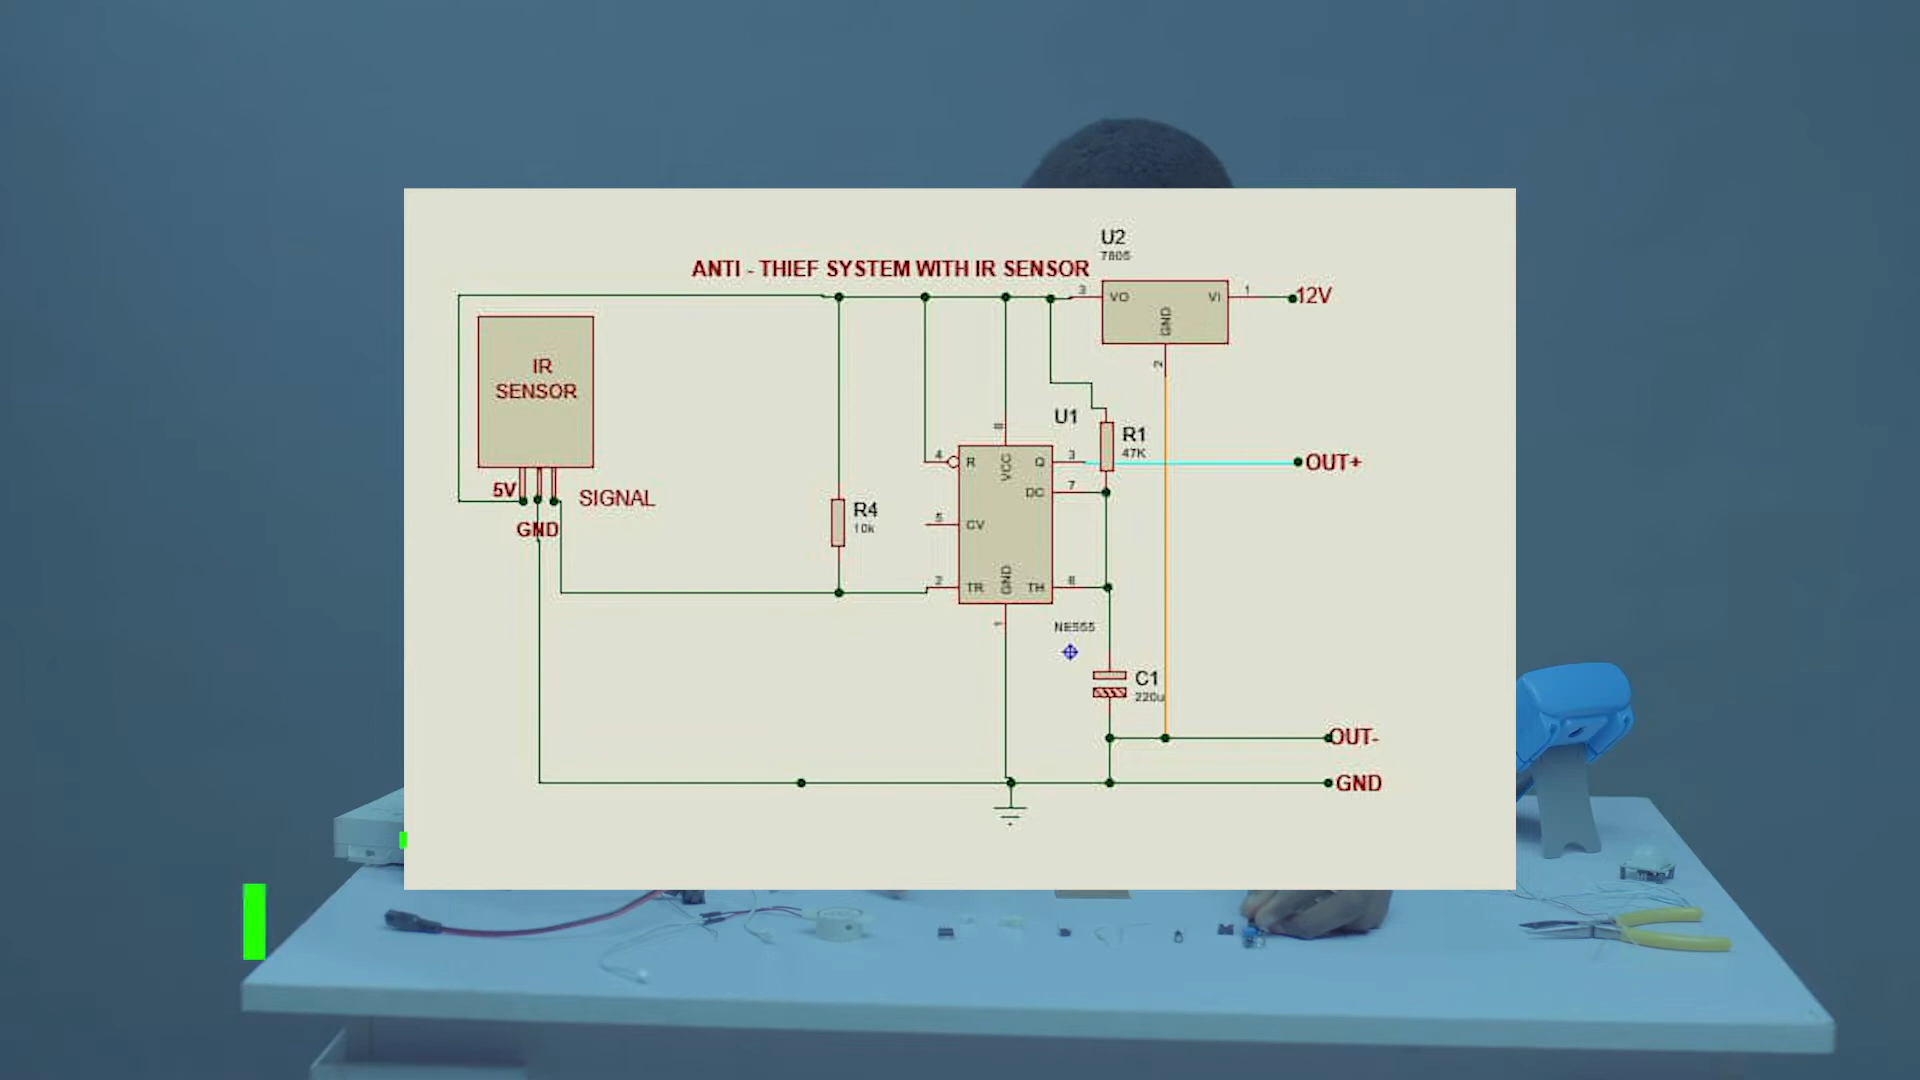 U2
7805
ANTI - THIEF SYSTEM WITH IR SENSOR
3 VO VI 1 12V
GND
2
IR
SENSOR
U1
8
R1
47K
4 R VCC Q 3 OUT+
DC 7
5V SIGNAL
GND
R4
10k
5 CV
2 TR GND TH 6
1
NE555
C1
220u
OUT-
GND